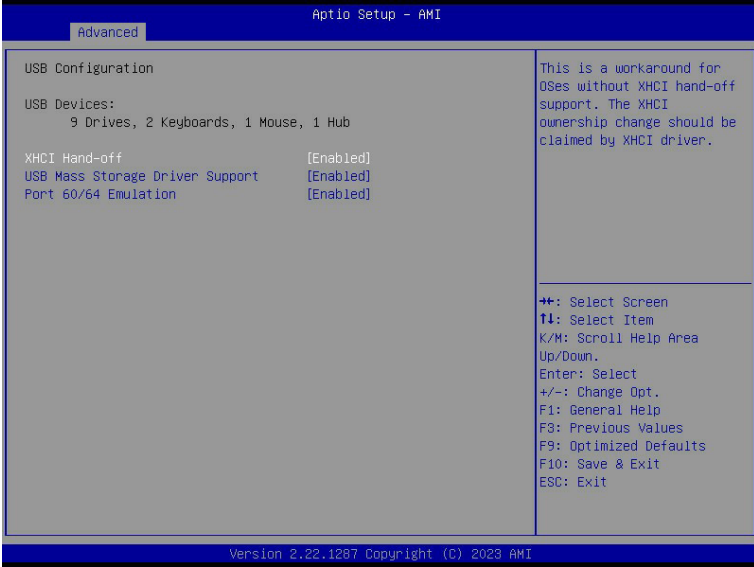 Aptio Setup – AMI
Advanced
USB Configuration
USB Devices:
9 Drives, 2 Keyboards, 1 Mouse, 1 Hub
XHCI Hand-off [Enabled]
USB Mass Storage Driver Support [Enabled]
Port 60/64 Emulation [Enabled]
This is a workaround for
OSes without XHCI hand-off
support. The XHCI
ownership change should be
claimed by XHCI driver.
→←: Select Screen
↑↓: Select Item
K/M: Scroll Help Area
Up/Down.
Enter: Select
+/-: Change Opt.
F1: General Help
F3: Previous Values
F9: Optimized Defaults
F10: Save & Exit
ESC: Exit
Version 2.22.1287 Copyright (C) 2023 AMI